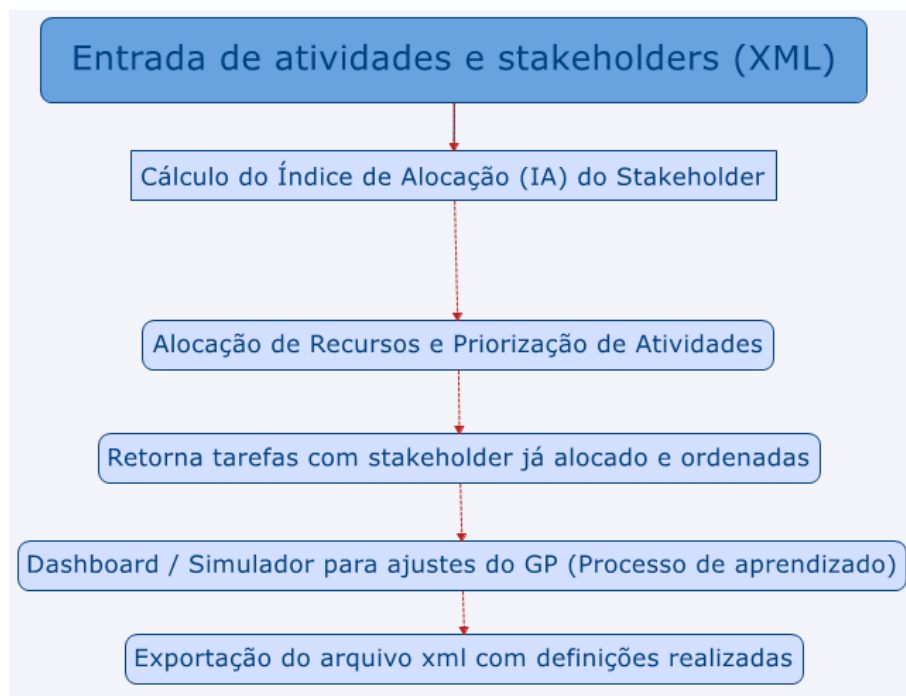 Entrada de atividades e stakeholders (XML)
Cálculo do Índice de Alocação (IA) do Stakeholder
Alocação de Recursos e Priorização de Atividades
Retorna tarefas com stakeholder já alocado e ordenadas
Dashboard / Simulador para ajustes do GP (Processo de aprendizado)
Exportação do arquivo xml com definições realizadas